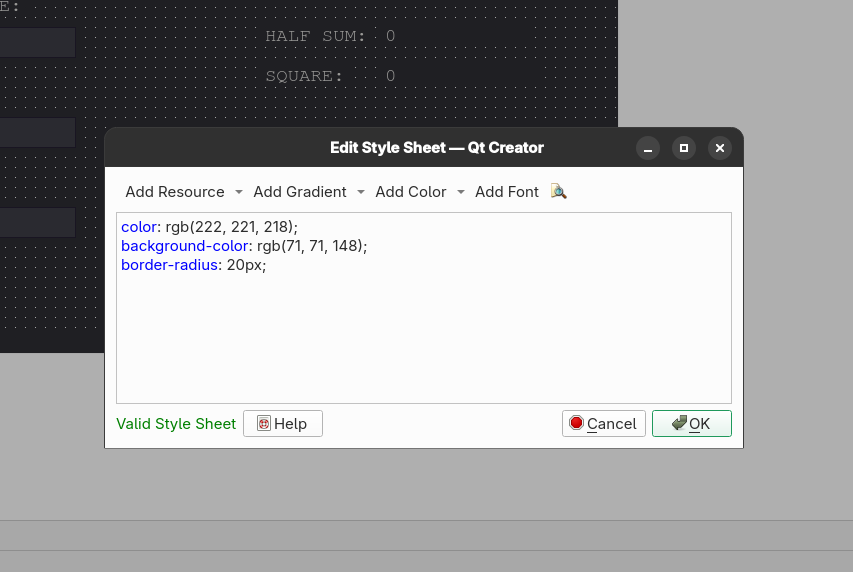 E:
HALF SUM: 0
SQUARE: 0
Edit Style Sheet — Qt Creator
Add Resource Add Gradient Add Color Add Font
color: rgb(222, 221, 218);
background-color: rgb(71, 71, 148);
border-radius: 20px;
Valid Style Sheet Help Cancel OK